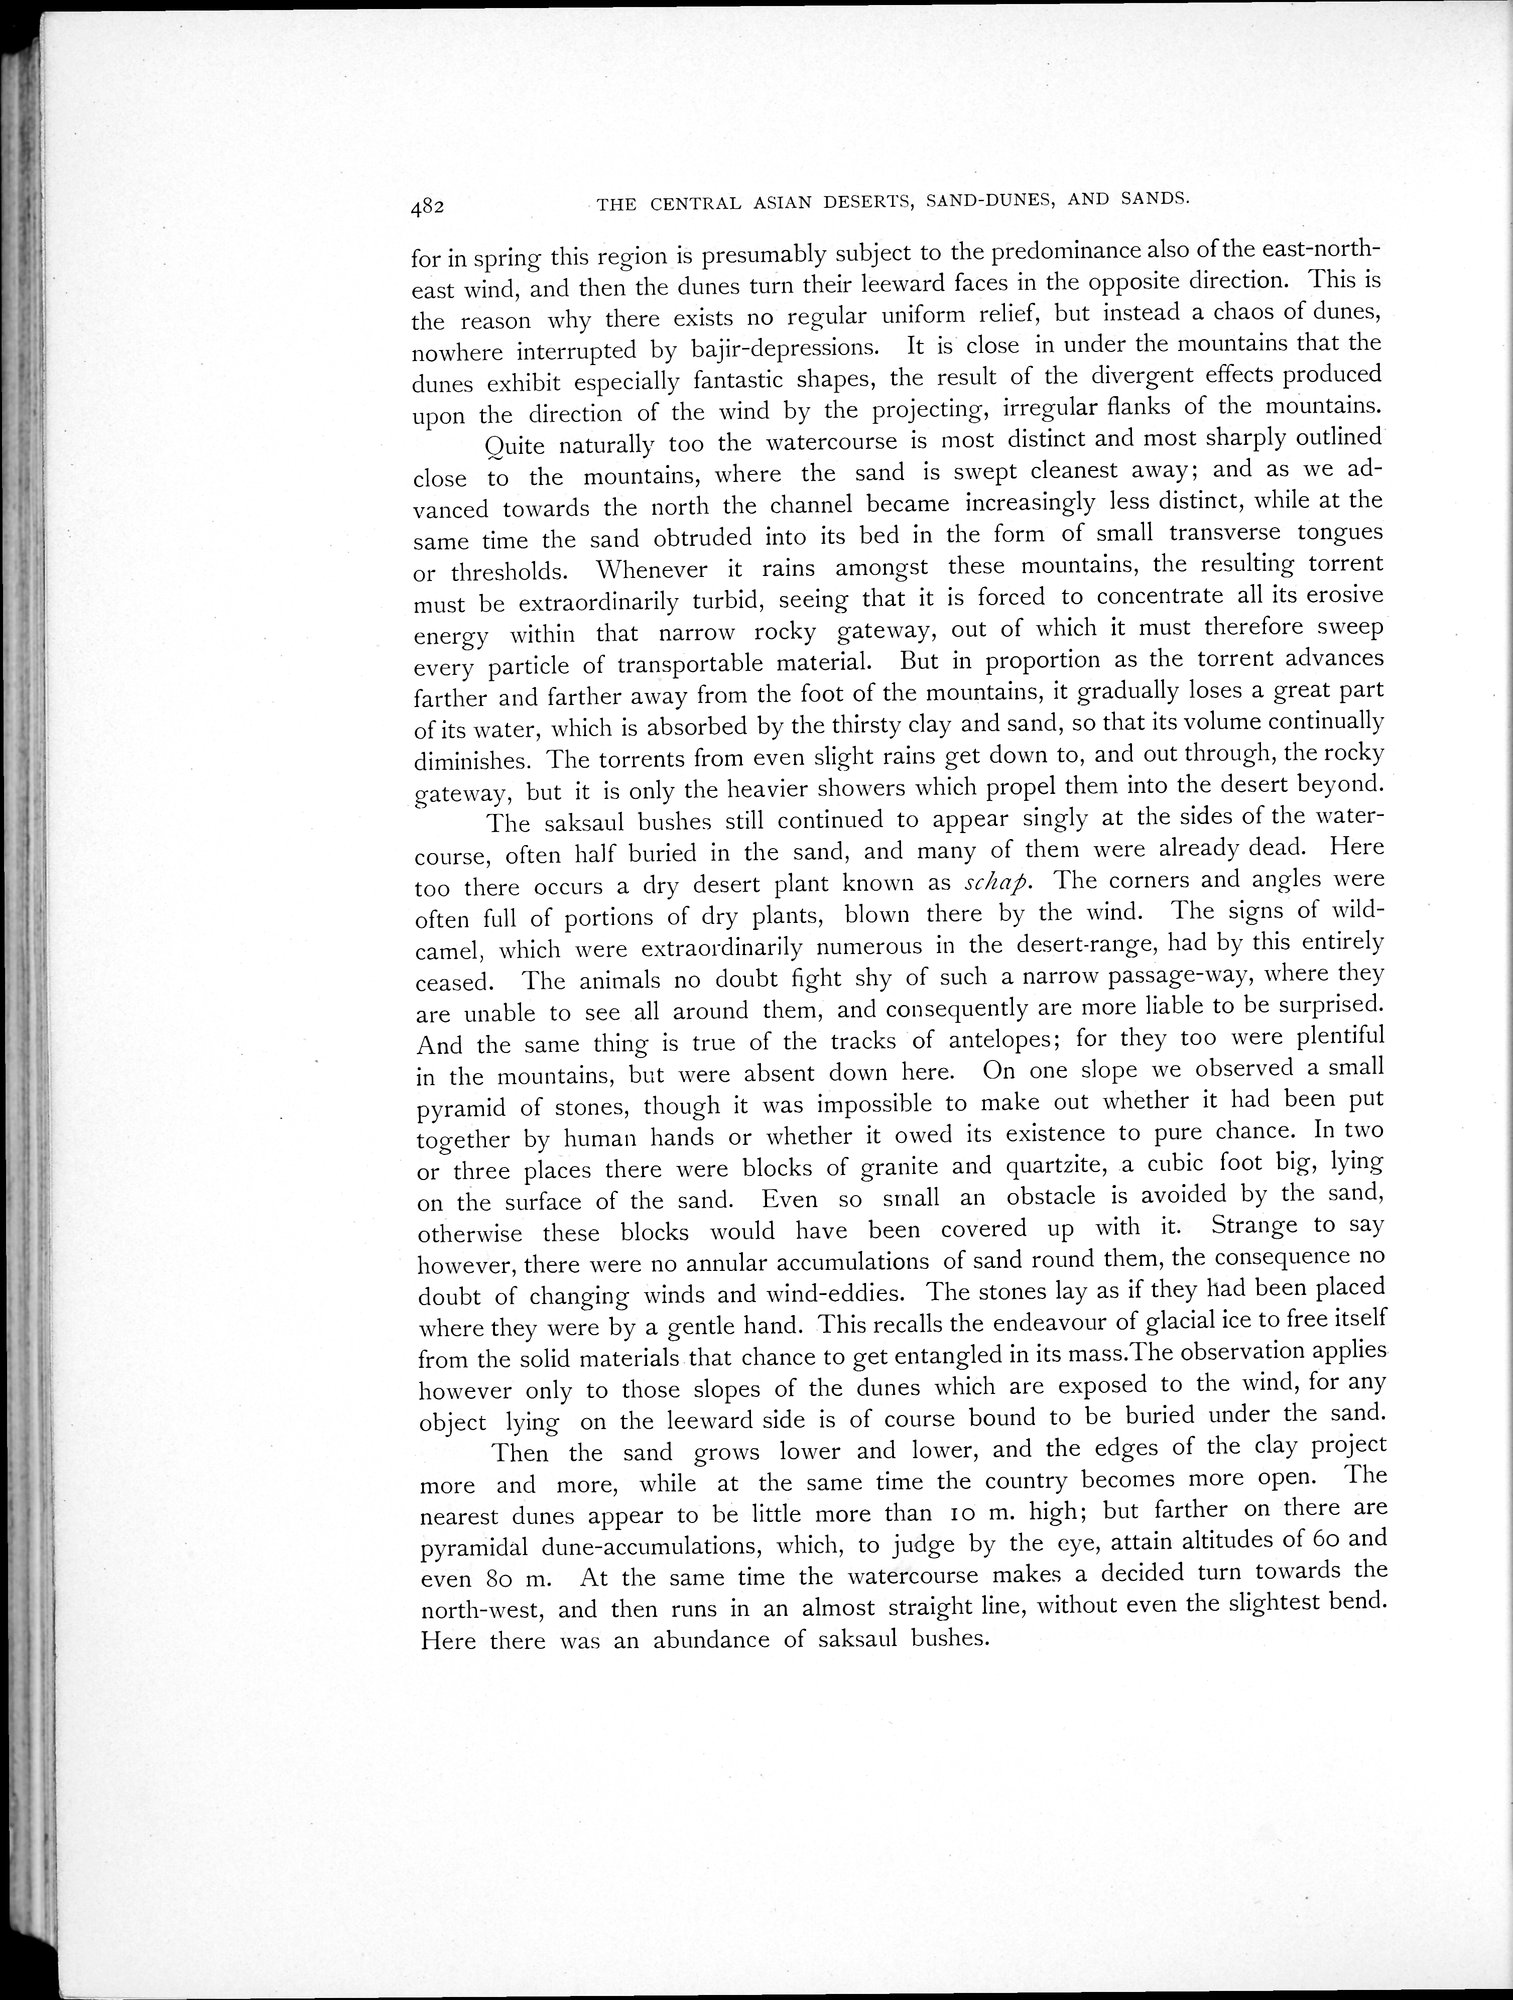 482 THE CENTRAL ASIAN DESERTS, SAND-DUNES, AND SANDS.
for in spring this region is presumably subject to the predominance also of the east-north-
east wind, and then the dunes turn their leeward faces in the opposite direction. This is
the reason why there exists no regular uniform relief, but instead a chaos of dunes,
nowhere interrupted by bajir-depressions. It is close in under the mountains that the
dunes exhibit especially fantastic shapes, the result of the divergent effects produced
upon the direction of the wind by the projecting, irregular flanks of the mountains.
Quite naturally too the watercourse is most distinct and most sharply outlined
close to the mountains, where the sand is swept cleanest away; and as we ad-
vanced towards the north the channel became increasingly less distinct, while at the
same time the sand obtruded into its bed in the form of small transverse tongues
or thresholds. Whenever it rains amongst these mountains, the resulting torrent
must be extraordinarily turbid, seeing that it is forced to concentrate all its erosive
energy within that narrow rocky gateway, out of which it must therefore sweep
every particle of transportable material. But in proportion as the torrent advances
farther and farther away from the foot of the mountains, it gradually loses a great part
of its water, which is absorbed by the thirsty clay and sand, so that its volume continually
diminishes. The torrents from even slight rains get down to, and out through, the rocky
gateway, but it is only the heavier showers which propel them into the desert beyond.
The saksaul bushes still continued to appear singly at the sides of the water-
course, often half buried in the sand, and many of them were already dead. Here
too there occurs a dry desert plant known as schap. The corners and angles were
often full of portions of dry plants, blown there by the wind. The signs of wild-
camel, which were extraordinarily numerous in the desert-range, had by this entirely
ceased. The animals no doubt fight shy of such a narrow passage-way, where they
are unable to see all around them, and consequently are more liable to be surprised.
And the same thing is true of the tracks of antelopes; for they too were plentiful
in the mountains, but were absent down here. On one slope we observed a small
pyramid of stones, though it was impossible to make out whether it had been put
together by human hands or whether it owed its existence to pure chance. In two
or three places there were blocks of granite and quartzite, a cubic foot big, lying
on the surface of the sand. Even so small an obstacle is avoided by the sand,
otherwise these blocks would have been covered up with it. Strange to say
however, there were no annular accumulations of sand round them, the consequence no
doubt of changing winds and wind-eddies. The stones lay as if they had been placed
where they were by a gentle hand. This recalls the endeavour of glacial ice to free itself
from the solid materials that chance to get entangled in its mass.The observation applies
however only to those slopes of the dunes which are exposed to the wind, for any
object lying on the leeward side is of course bound to be buried under the sand.
Then the sand grows lower and lower, and the edges of the clay project
more and more, while at the same time the country becomes more open. The
nearest dunes appear to be little more than 10 m. high; but farther on there are
pyramidal dune-accumulations, which, to judge by the eye, attain altitudes of 60 and
even 80 m. At the same time the watercourse makes a decided turn towards the
north-west, and then runs in an almost straight line, without even the slightest bend.
Here there was an abundance of saksaul bushes.